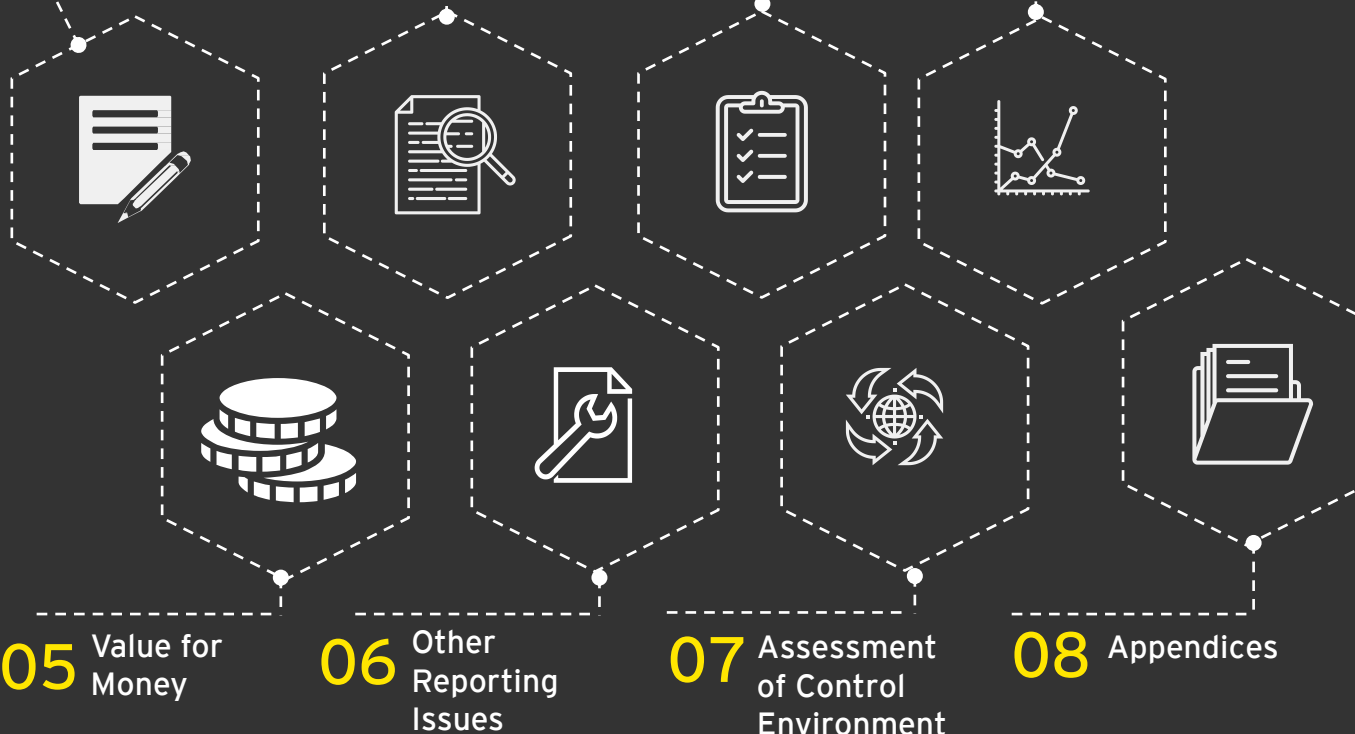 05 Value for
Money
06 Other
Reporting
Issues
07 Assessment
of Control
Environment
08 Appendices